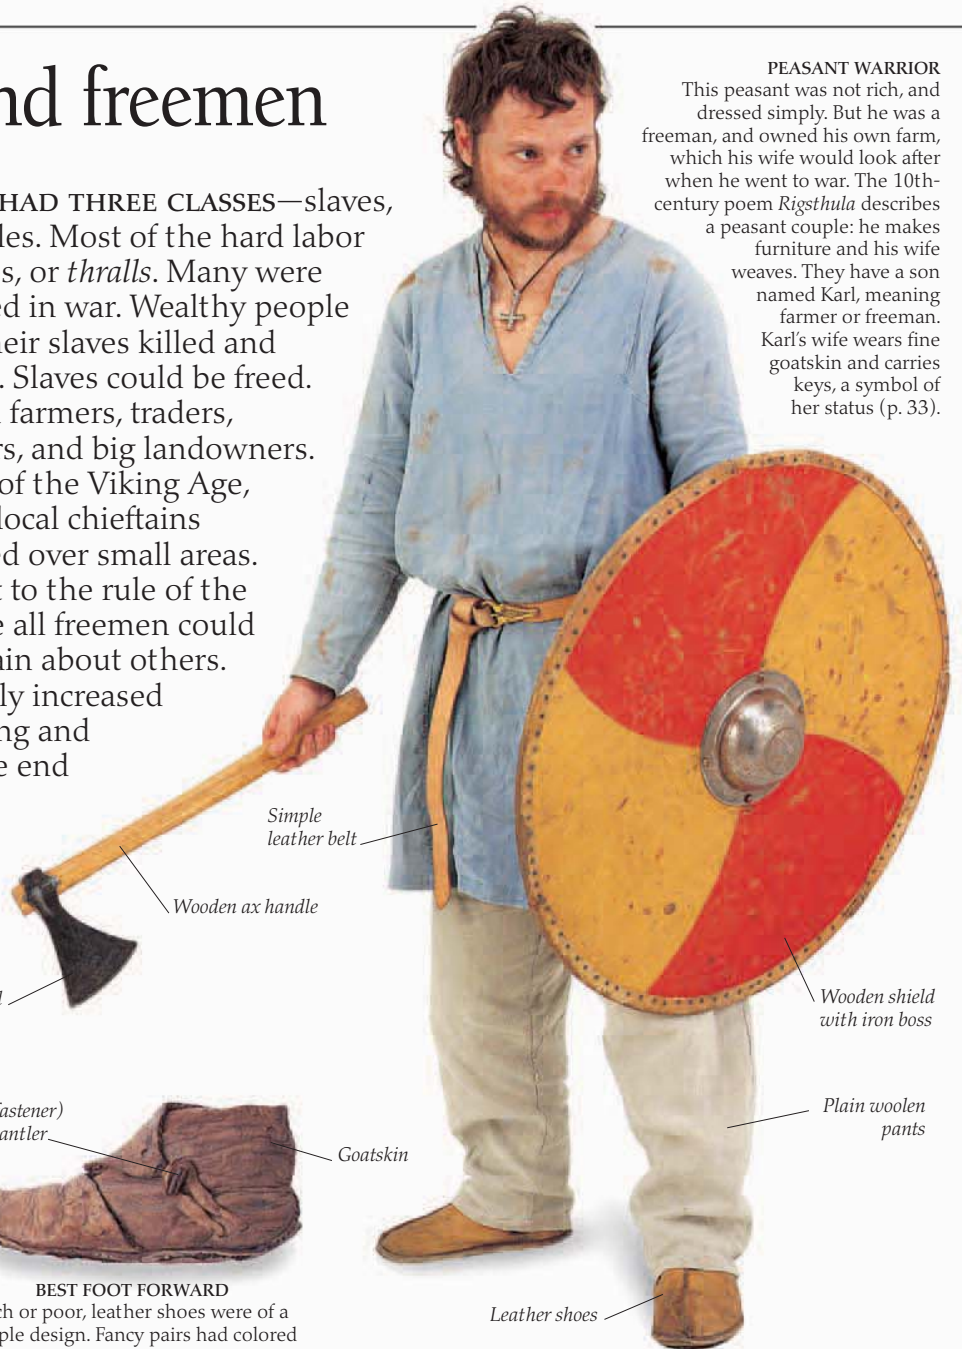 nd freemen
HAD THREE CLASSES—slaves,
les. Most of the hard labor
s, or thralls. Many were
ed in war. Wealthy people
heir slaves killed and
. Slaves could be freed.
farmers, traders,
rs, and big landowners.
of the Viking Age,
local chieftains
ed over small areas.
t to the rule of the
e all freemen could
ain about others.
ly increased
ng and
e end
PEASANT WARRIOR
This peasant was not rich, and
dressed simply. But he was a
freeman, and owned his own farm,
which his wife would look after
when he went to war. The 10th-
century poem Rigsthula describes
a peasant couple: he makes
furniture and his wife
weaves. They have a son
named Karl, meaning
farmer or freeman.
Karl's wife wears fine
goatskin and carries
keys, a symbol of
her status (p. 33).
Simple
leather belt
Wooden ax handle
Wooden shield
with iron boss
Plain woolen
pants
fastener)
antler
Goatskin
Leather shoes
BEST FOOT FORWARD
ch or poor, leather shoes were of a
ple design. Fancy pairs had colored